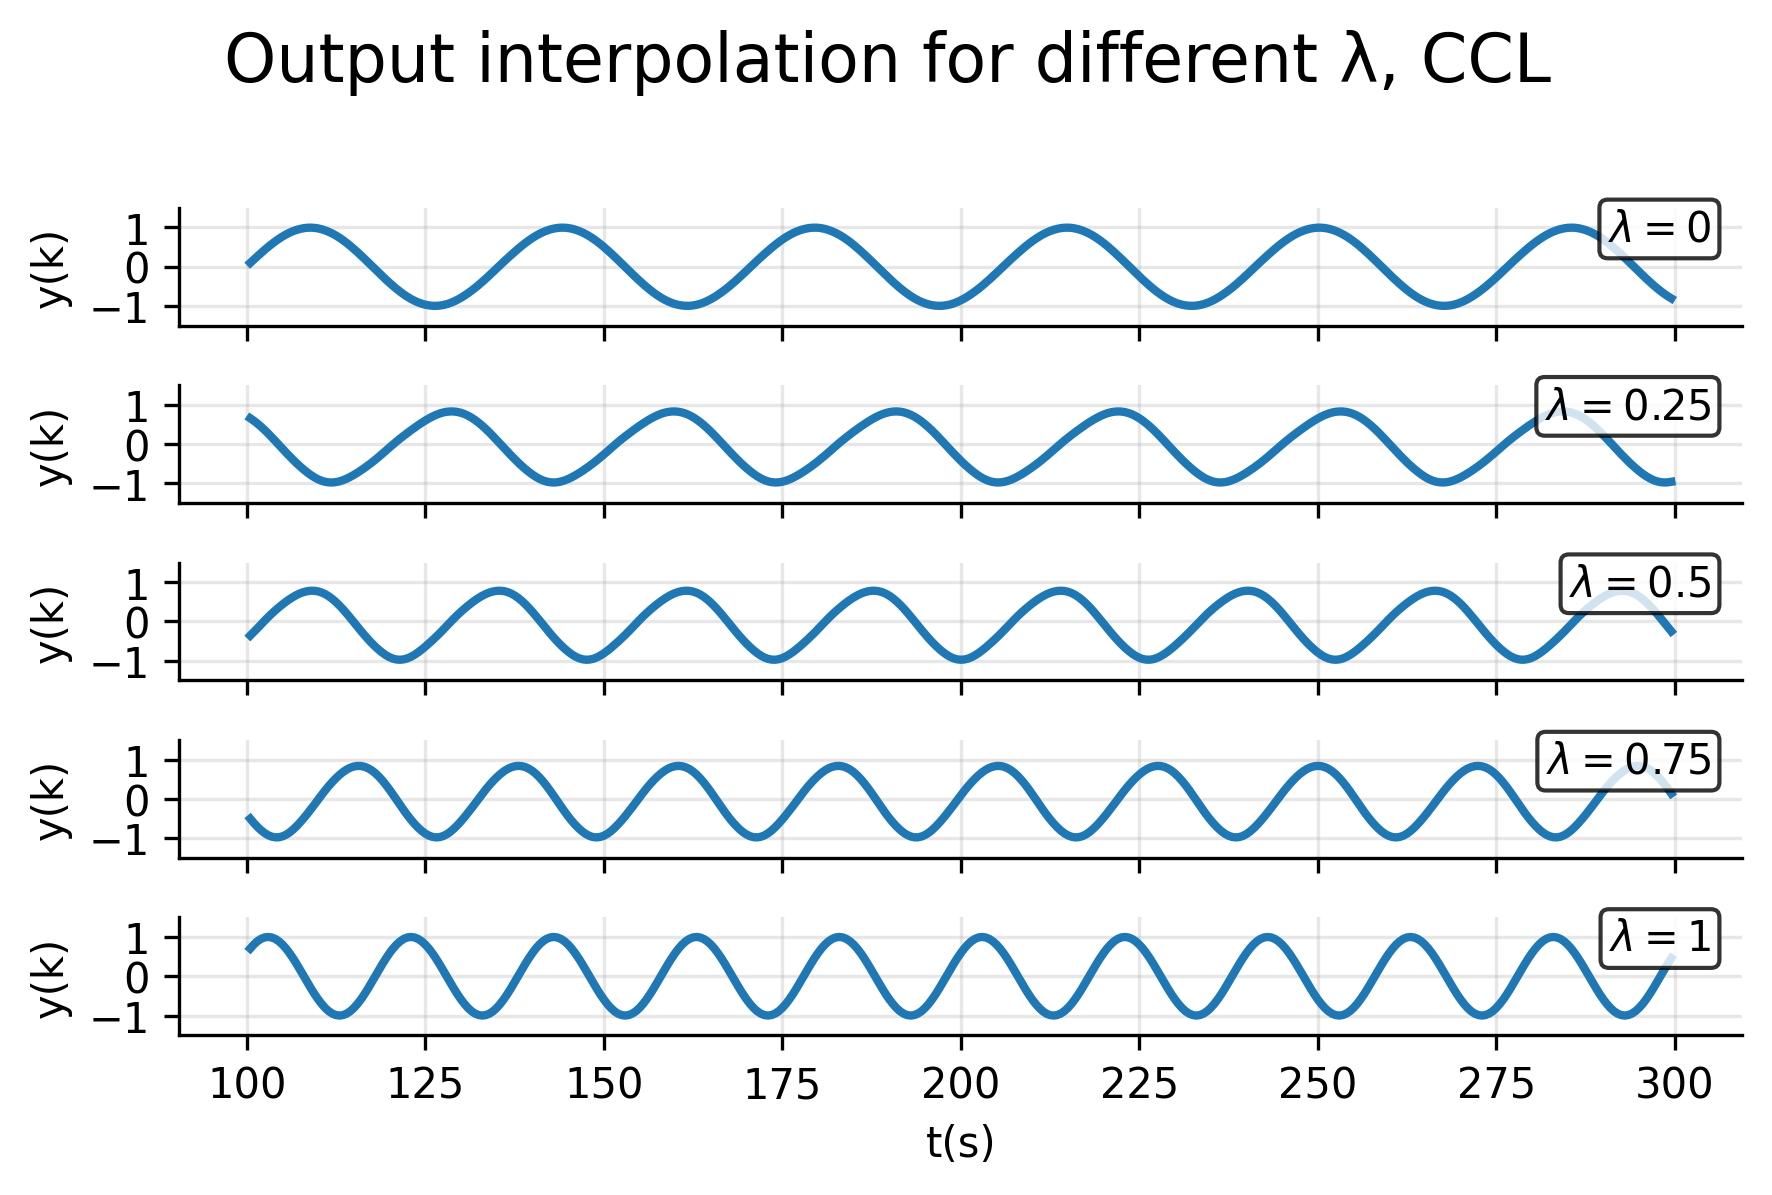 Output interpolation for different λ, CCL
y(k)
1
0
−1
λ = 0
y(k)
1
0
−1
λ = 0.25
y(k)
1
0
−1
λ = 0.5
y(k)
1
0
−1
λ = 0.75
y(k)
1
0
−1
λ = 1
100 125 150 175 200 225 250 275 300
t(s)